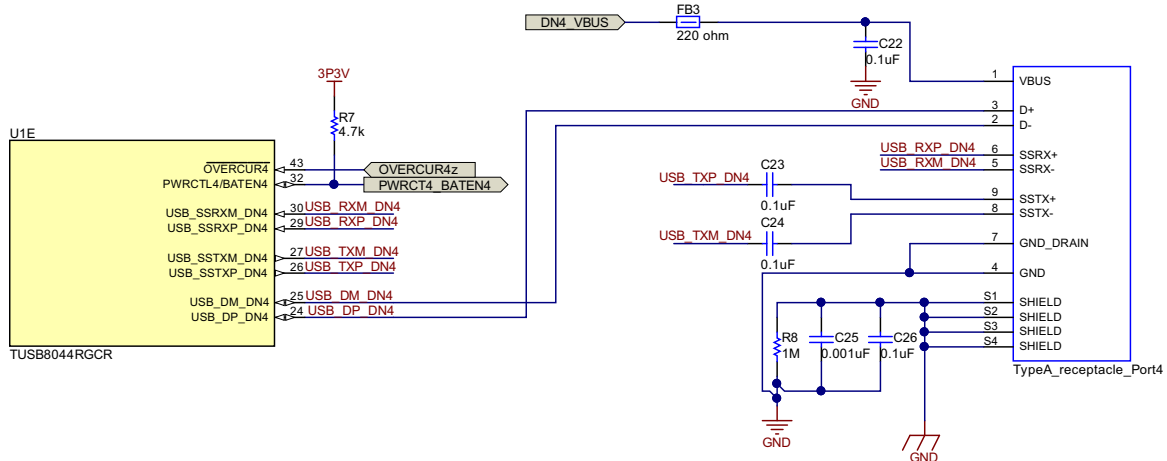 DN4_VBUS
FB3
220 ohm
C22
0.1uF
GND
1 VBUS
3 D+
2 D-
6 SSRX+
5 SSRX-
9 SSTX+
8 SSTX-
7 GND_DRAIN
4 GND
S1 SHIELD
S2 SHIELD
S3 SHIELD
S4 SHIELD
TypeA_receptacle_Port4
USB_RXP_DN4
USB_RXM_DN4
USB_TXP_DN4
C23
0.1uF
USB_TXM_DN4
C24
0.1uF
3P3V
R7
4.7k
U1E
OVERCUR4 43 OVERCUR4z
PWRCTL4/BATEN4 32 PWRCT4_BATEN4
USB_SSRXM_DN4 30 USB_RXM_DN4
USB_SSRXP_DN4 29 USB_RXP_DN4
USB_SSTXM_DN4 27 USB_TXM_DN4
USB_SSTXP_DN4 26 USB_TXP_DN4
USB_DM_DN4 25 USB_DM_DN4
USB_DP_DN4 24 USB_DP_DN4
TUSB8044RGCR
R8
1M
C25
0.001uF
C26
0.1uF
GND
GND